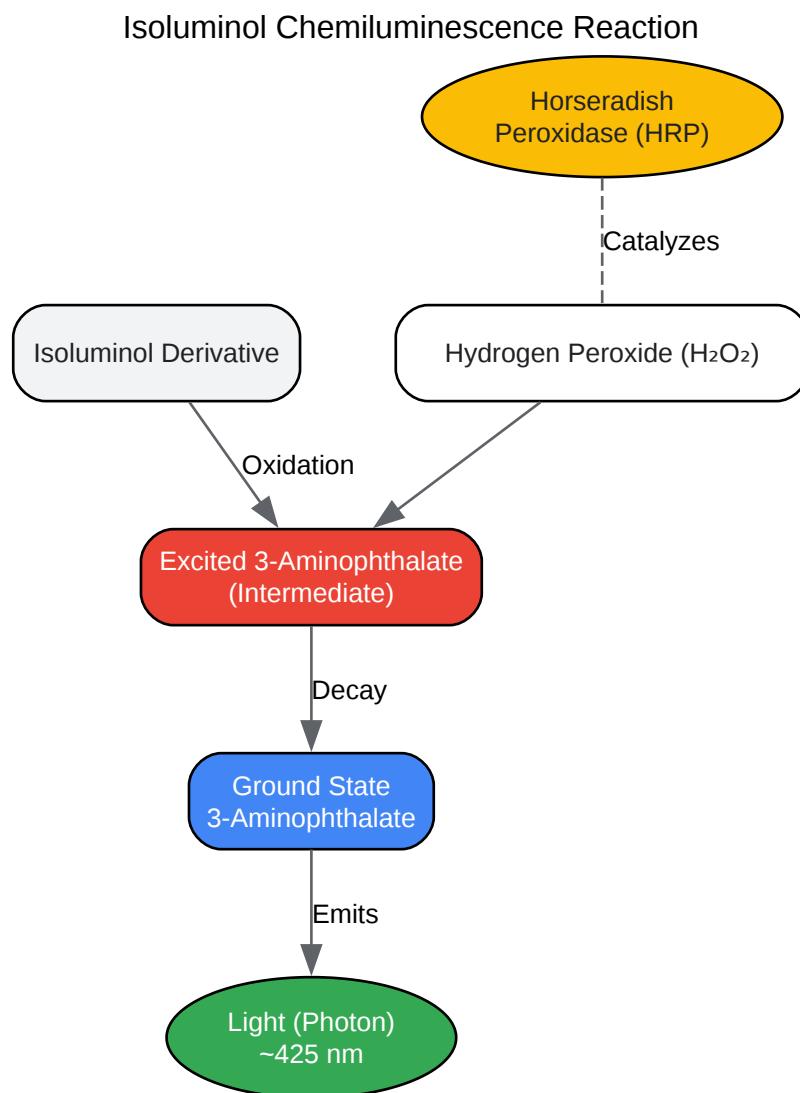 Isoluminol Chemiluminescence Reaction
Horseradish
Peroxidase (HRP)
Catalyzes
Isoluminol Derivative
Hydrogen Peroxide (H₂O₂)
Oxidation
Excited 3-Aminophthalate
(Intermediate)
Decay
Ground State
3-Aminophthalate
Emits
Light (Photon)
~425 nm